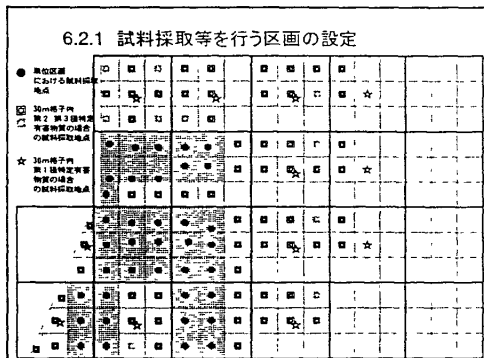 6.2.1 試料採取等を行う区画の設定
単位区画
における試料採取
地点
30m格子内
第2 第3種特定
有害物質の場合
の試料採取地点
30m格子内
第1種特定有害
物質の場合
の試料採取地点